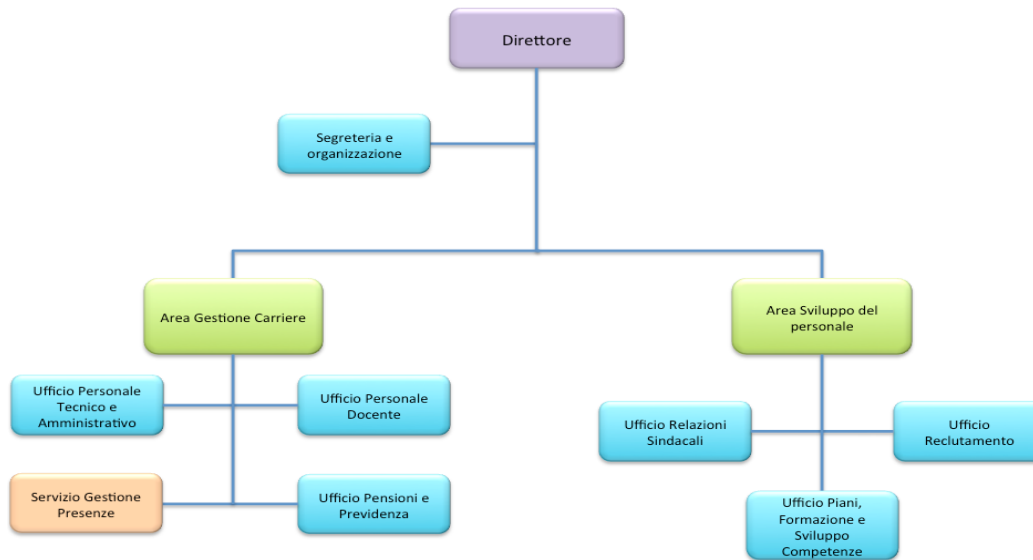 Direttore
Segreteria e
organizzazione
Area Gestione Carriere
Area Sviluppo del
personale
Ufficio Personale
Tecnico e
Amministrativo
Ufficio Personale
Docente
Ufficio Relazioni
Sindacali
Ufficio
Reclutamento
Servizio Gestione
Presenze
Ufficio Pensioni e
Previdenza
Ufficio Piani,
Formazione e
Sviluppo
Competenze